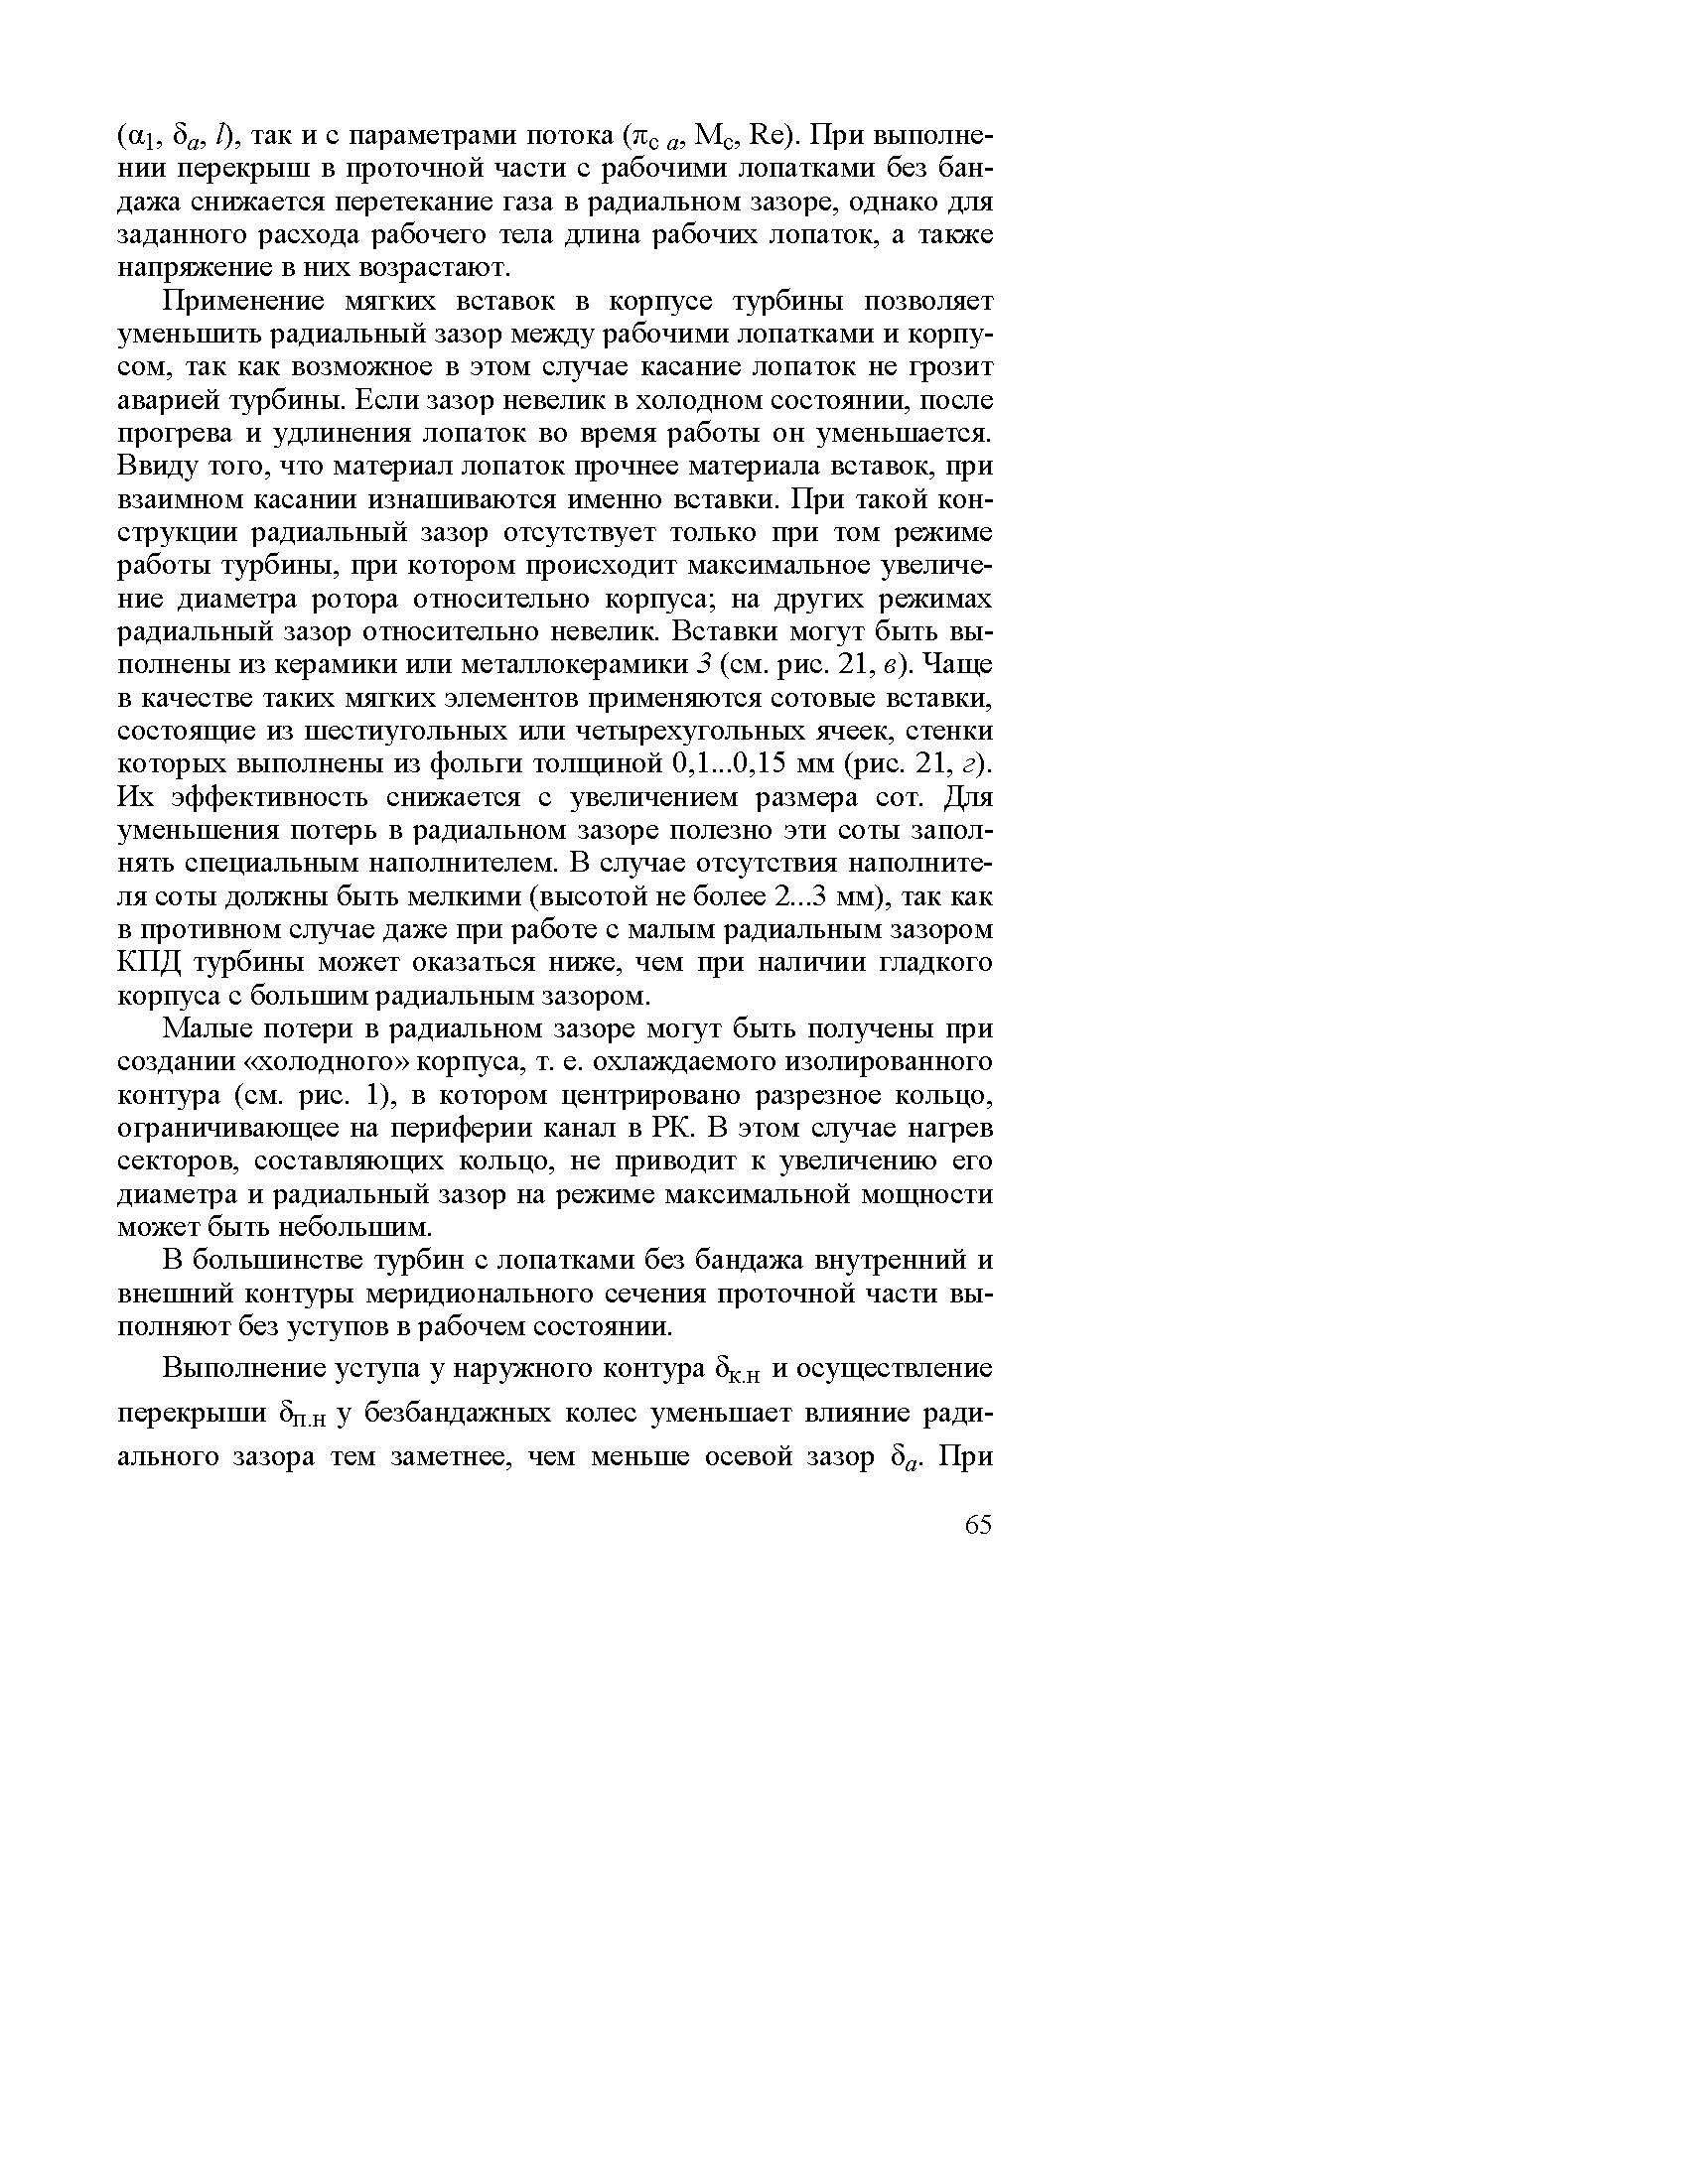 (α₁, δₐ, l), так и с параметрами потока (π_с ₐ, М_с, Re). При выполне-
нии перекрыш в проточной части с рабочими лопатками без бан-
дажа снижается перетекание газа в радиальном зазоре, однако для
заданного расхода рабочего тела длина рабочих лопаток, а также
напряжение в них возрастают.
Применение мягких вставок в корпусе турбины позволяет
уменьшить радиальный зазор между рабочими лопатками и корпу-
сом, так как возможное в этом случае касание лопаток не грозит
аварией турбины. Если зазор невелик в холодном состоянии, после
прогрева и удлинения лопаток во время работы он уменьшается.
Ввиду того, что материал лопаток прочнее материала вставок, при
взаимном касании изнашиваются именно вставки. При такой кон-
струкции радиальный зазор отсутствует только при том режиме
работы турбины, при котором происходит максимальное увеличе-
ние диаметра ротора относительно корпуса; на других режимах
радиальный зазор относительно невелик. Вставки могут быть вы-
полнены из керамики или металлокерамики 3 (см. рис. 21, в). Чаще
в качестве таких мягких элементов применяются сотовые вставки,
состоящие из шестиугольных или четырехугольных ячеек, стенки
которых выполнены из фольги толщиной 0,1...0,15 мм (рис. 21, г).
Их эффективность снижается с увеличением размера сот. Для
уменьшения потерь в радиальном зазоре полезно эти соты запол-
нять специальным наполнителем. В случае отсутствия наполните-
ля соты должны быть мелкими (высотой не более 2...3 мм), так как
в противном случае даже при работе с малым радиальным зазором
КПД турбины может оказаться ниже, чем при наличии гладкого
корпуса с большим радиальным зазором.
Малые потери в радиальном зазоре могут быть получены при
создании «холодного» корпуса, т. е. охлаждаемого изолированного
контура (см. рис. 1), в котором центрировано разрезное кольцо,
ограничивающее на периферии канал в РК. В этом случае нагрев
секторов, составляющих кольцо, не приводит к увеличению его
диаметра и радиальный зазор на режиме максимальной мощности
может быть небольшим.
В большинстве турбин с лопатками без бандажа внутренний и
внешний контуры меридионального сечения проточной части вы-
полняют без уступов в рабочем состоянии.
Выполнение уступа у наружного контура δ_к.н и осуществление
перекрыши δ_п.н у безбандажных колес уменьшает влияние ради-
ального зазора тем заметнее, чем меньше осевой зазор δₐ. При
65